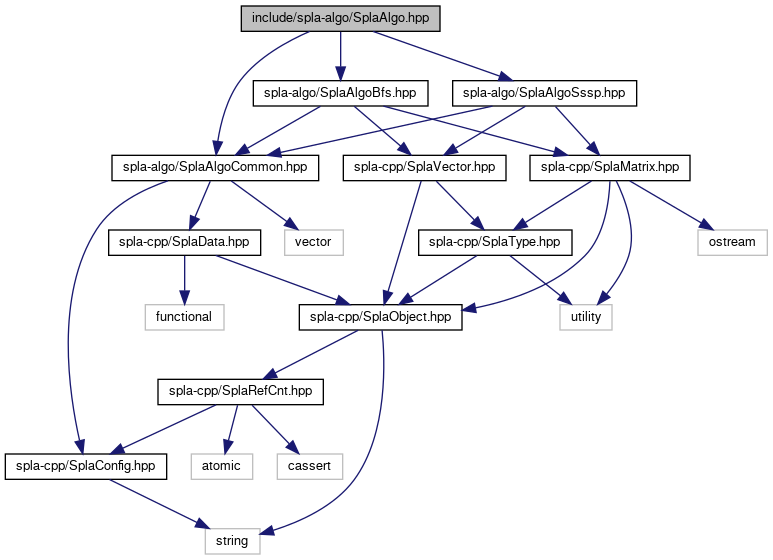 include/spla-algo/SplaAlgo.hpp
spla-algo/SplaAlgoBfs.hpp
spla-algo/SplaAlgoSssp.hpp
spla-algo/SplaAlgoCommon.hpp
spla-cpp/SplaVector.hpp
spla-cpp/SplaMatrix.hpp
spla-cpp/SplaData.hpp
vector
spla-cpp/SplaType.hpp
ostream
functional
spla-cpp/SplaObject.hpp
utility
spla-cpp/SplaRefCnt.hpp
spla-cpp/SplaConfig.hpp
atomic
cassert
string